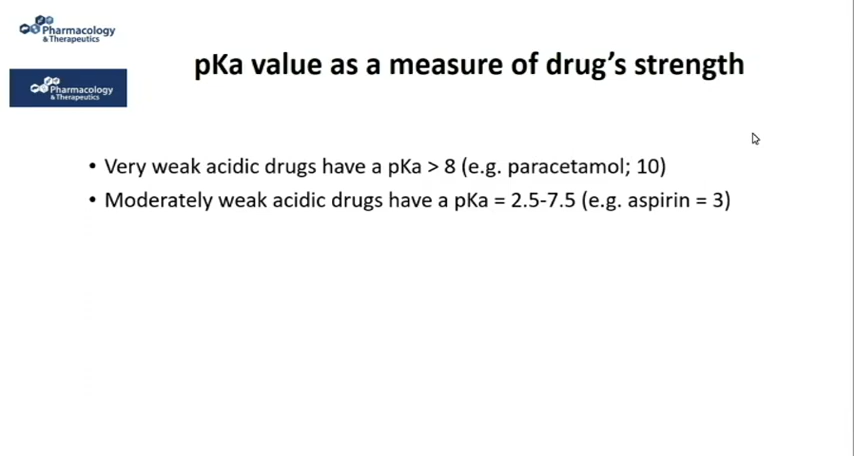 Pharmacology
& Therapeutics
Pharmacology
& Therapeutics
pKa value as a measure of drug's strength
• Very weak acidic drugs have a pKa > 8 (e.g. paracetamol; 10)
• Moderately weak acidic drugs have a pKa = 2.5-7.5 (e.g. aspirin = 3)